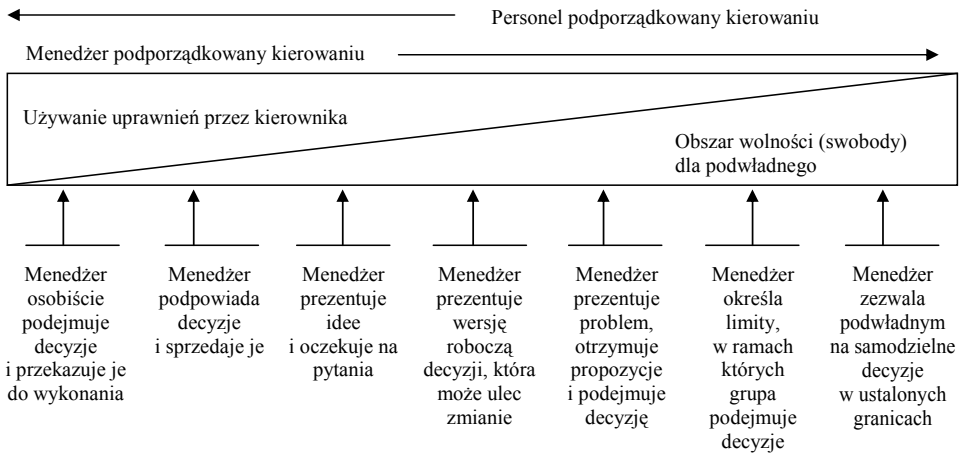 Personel podporządkowany kierowaniu
Menedżer podporządkowany kierowaniu
Używanie uprawnień przez kierownika
Obszar wolności (swobody)
dla podwładnego
Menedżer
osobiście
podejmuje
decyzje
i przekazuje je
do wykonania
Menedżer
podpowiada
decyzje
i sprzedaje je
Menedżer
prezentuje
idee
i oczekuje na
pytania
Menedżer
prezentuje
wersję
roboczą
decyzji, która
może ulec
zmianie
Menedżer
prezentuje
problem,
otrzymuje
propozycje
i podejmuje
decyzję
Menedżer
określa
limity,
w ramach
których
grupa
podejmuje
decyzje
Menedżer
zezwala
podwładnym
na samodzielne
decyzje
w ustalonych
granicach